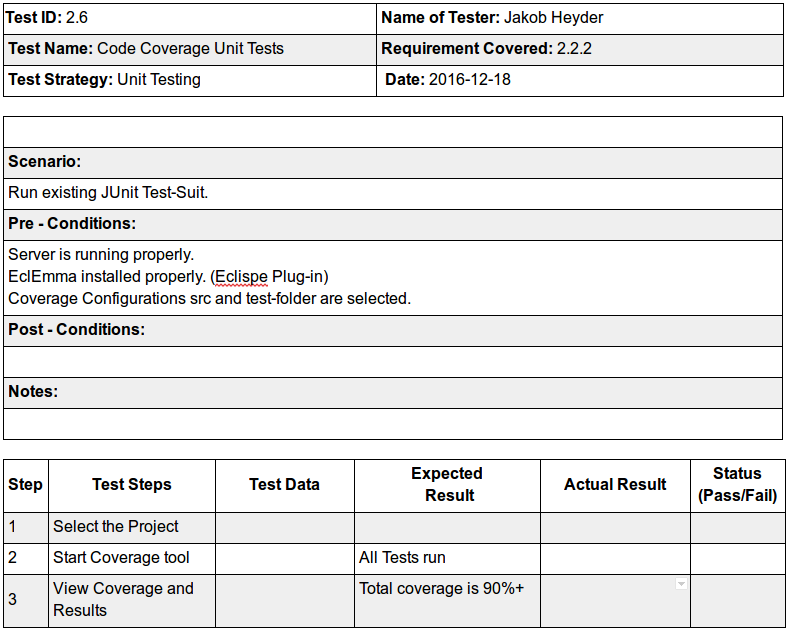 Test ID: 2.6
Name of Tester: Jakob Heyder
Test Name: Code Coverage Unit Tests
Requirement Covered: 2.2.2
Test Strategy: Unit Testing
Date: 2016-12-18
Scenario:
Run existing JUnit Test-Suit.
Pre - Conditions:
Server is running properly.
EclEmma installed properly. (Eclispe Plug-in)
Coverage Configurations src and test-folder are selected.
Post - Conditions:
Notes:
Step
Test Steps
Test Data
Expected
Result
Actual Result
Status
(Pass/Fail)
1
Select the Project
2
Start Coverage tool
All Tests run
3
View Coverage and
Results
Total coverage is 90%+